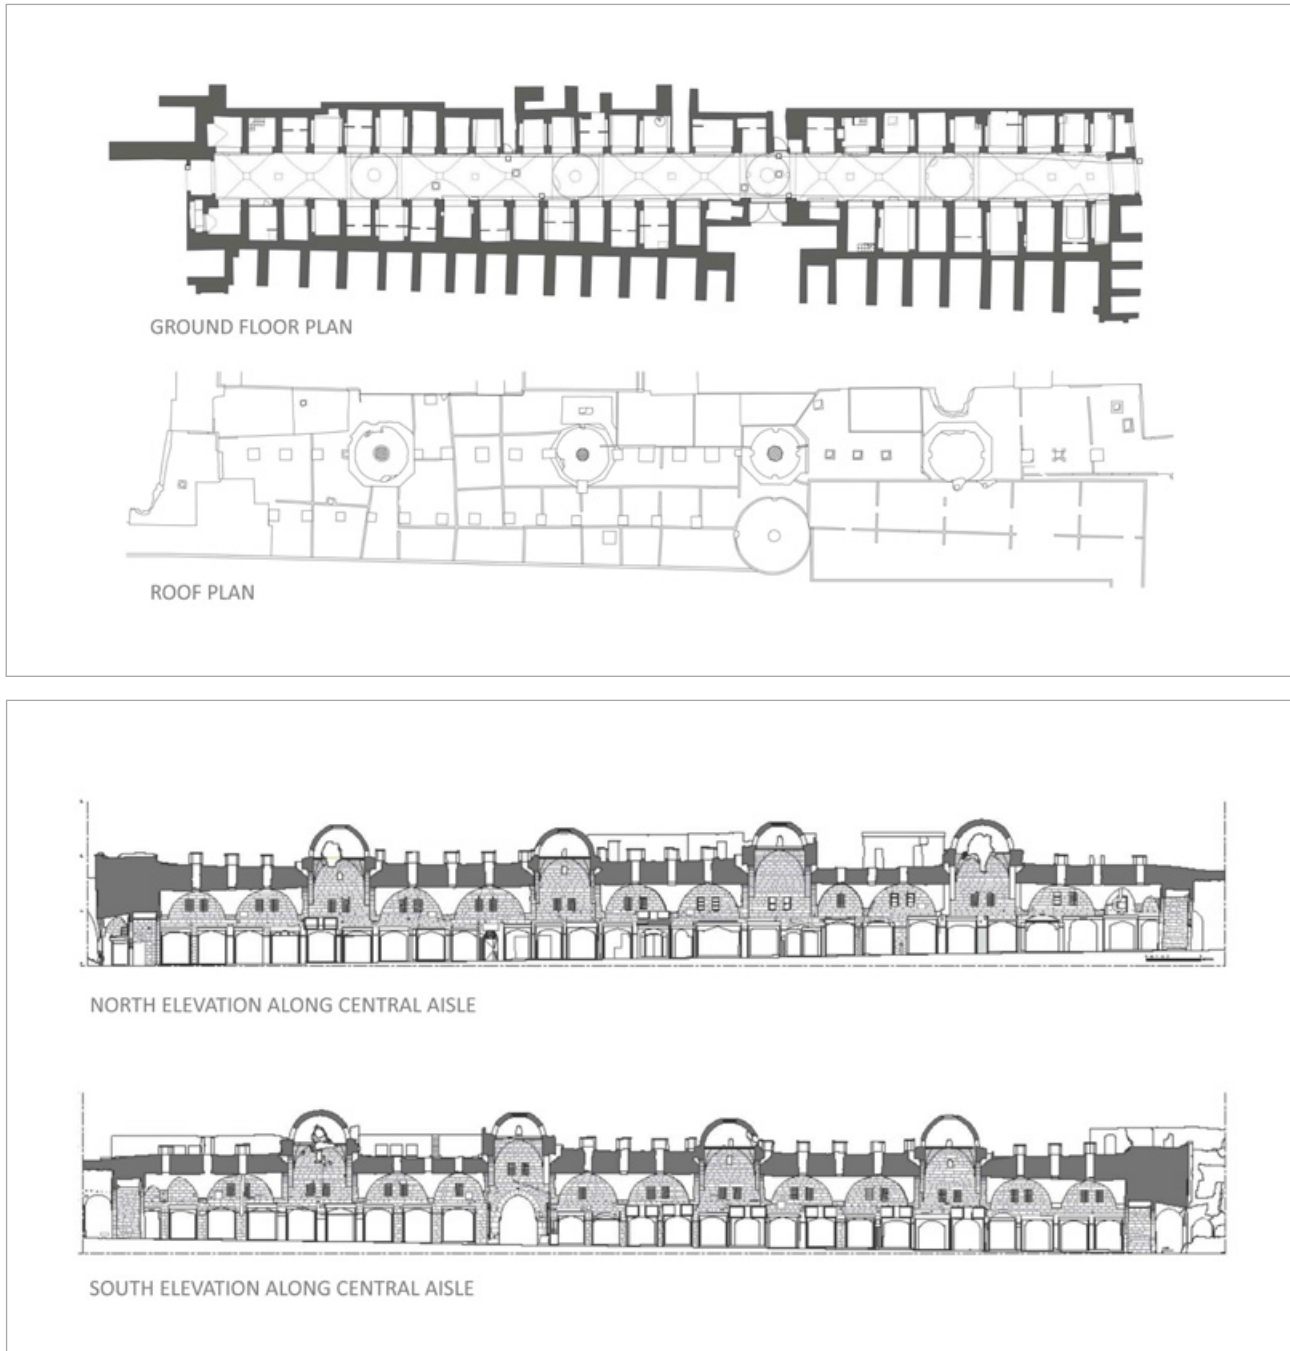 GROUND FLOOR PLAN
ROOF PLAN
NORTH ELEVATION ALONG CENTRAL AISLE
SOUTH ELEVATION ALONG CENTRAL AISLE